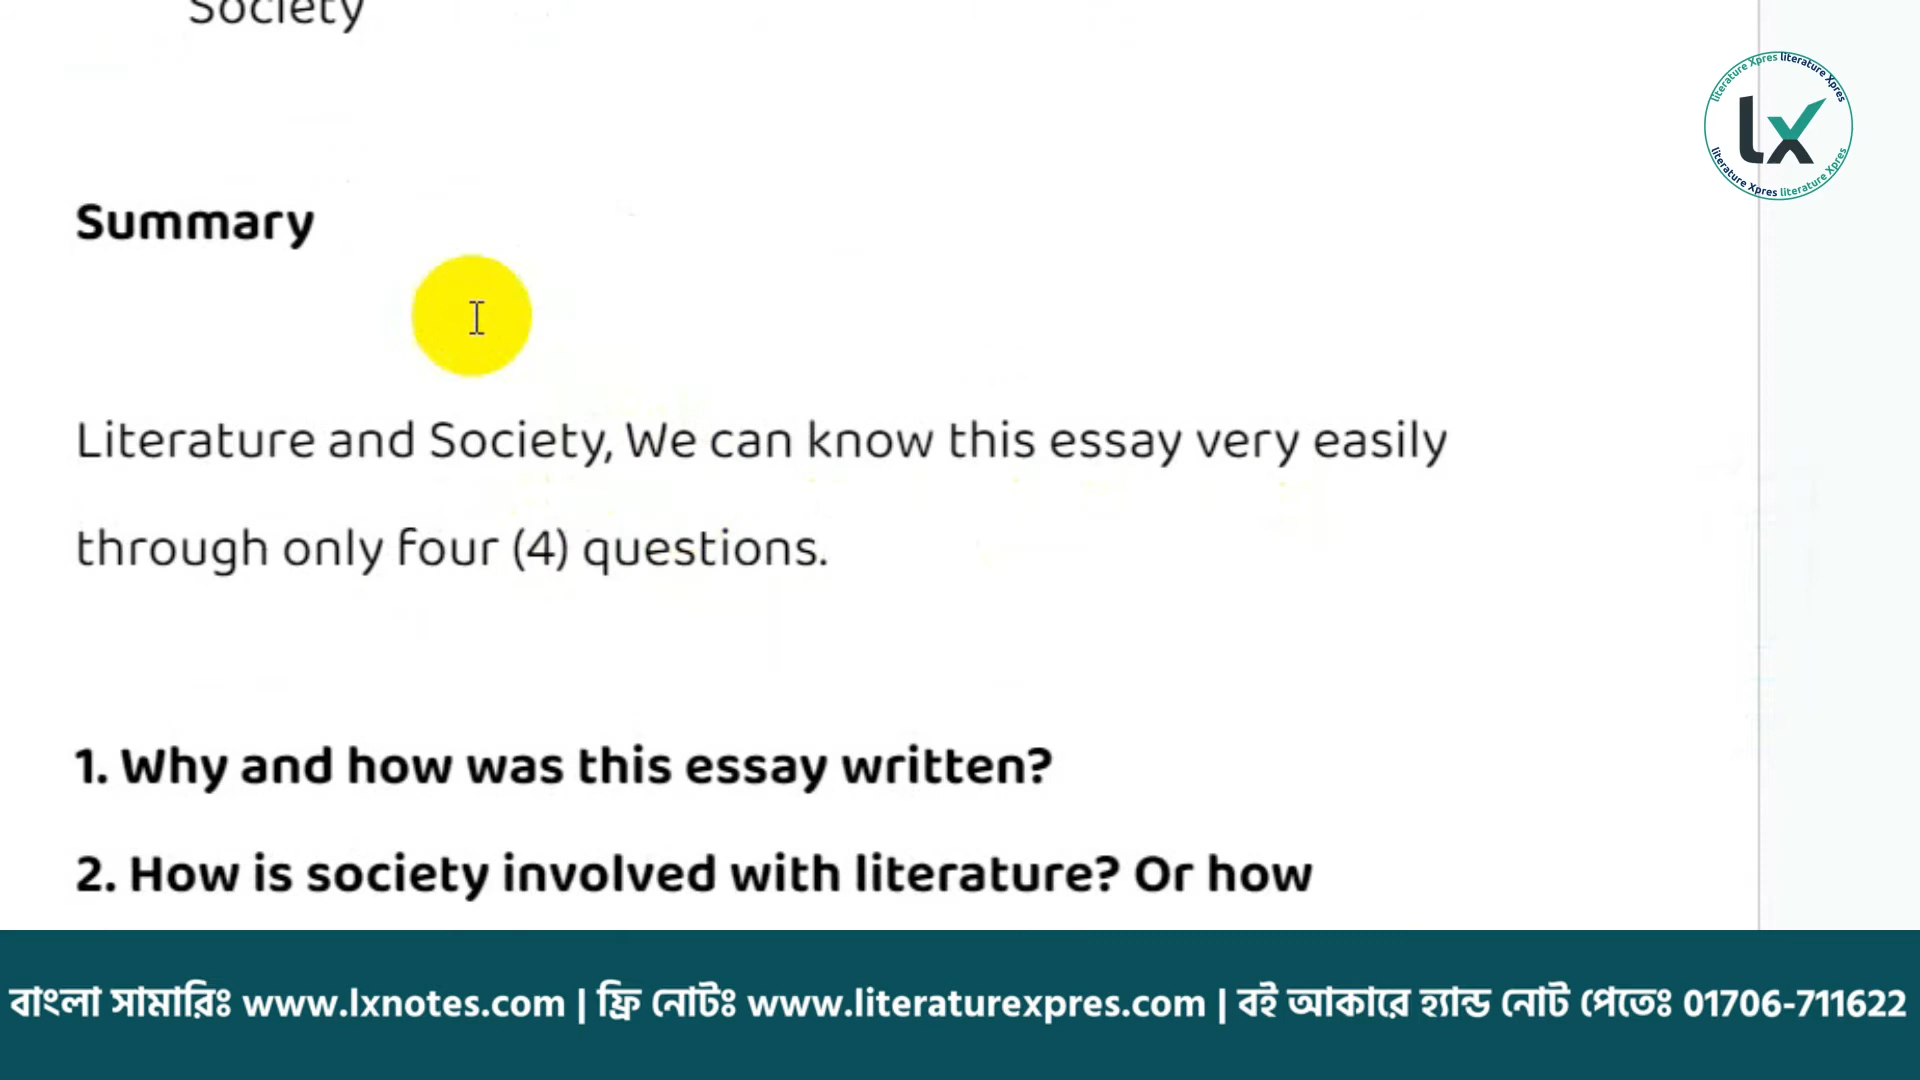 Society
literature Xpres literature Xpres
lx
literature Xpres literature Xpres
Summary
Literature and Society, We can know this essay very easily
through only four (4) questions.
1. Why and how was this essay written?
2. How is society involved with literature? Or how
বাংলা সামারিঃ www.lxnotes.com | ফ্রি নোটঃ www.literaturexpres.com | বই আকারে হ্যান্ড নোট পেতেঃ 01706-711622